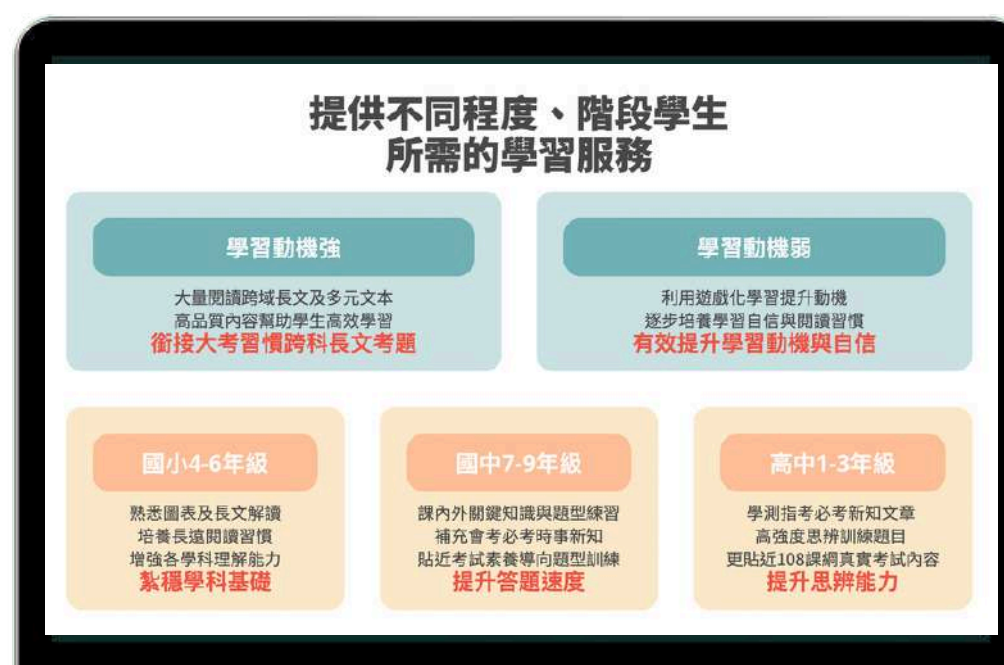 提供不同程度、階段學生
所需的學習服務
學習動機強
大量閱讀跨域長文及多元文本
高品質內容幫助學生高效學習
銜接大考習慣跨科長文考題
學習動機弱
利用遊戲化學習提升動機
逐步培養學習自信與閱讀習慣
有效提升學習動機與自信
國小4-6年級
熟悉圖表及長文解讀
培養長遠閱讀習慣
增強各學科理解能力
紮穩學科基礎
國中7-9年級
課內外關鍵知識與題型練習
補充會考必考時事新知
貼近考試素養導向題型訓練
提升答題速度
高中1-3年級
學測指考必考新知文章
高強度思辨訓練題目
更貼近108課綱真實考試內容
提升思辨能力